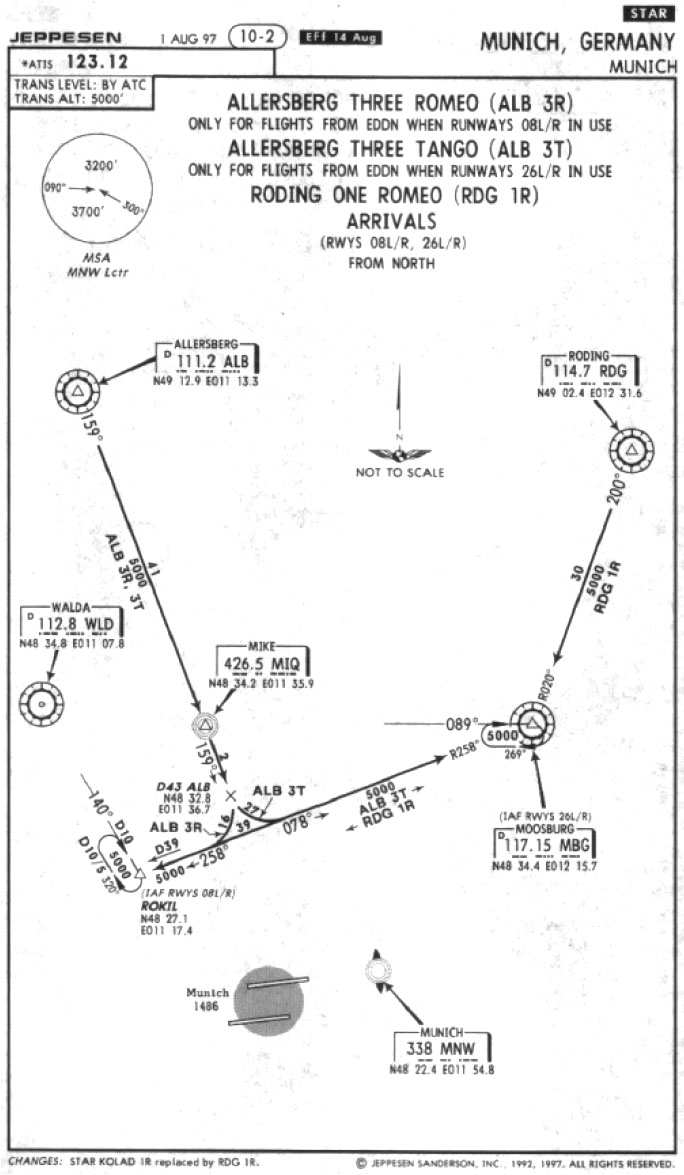 STAR
JEPPESEN 1 AUG 97 10-2 EFF 14 Aug MUNICH, GERMANY
*ATIS 123.12 MUNICH
TRANS LEVEL: BY ATC
TRANS ALT: 5000'
ALLERSBERG THREE ROMEO (ALB 3R)
ONLY FOR FLIGHTS FROM EDDN WHEN RUNWAYS 08L/R IN USE
ALLERSBERG THREE TANGO (ALB 3T)
ONLY FOR FLIGHTS FROM EDDN WHEN RUNWAYS 26L/R IN USE
RODING ONE ROMEO (RDG 1R)
ARRIVALS
(RWYS 08L/R, 26L/R)
FROM NORTH
3200'
090°
300°
3700'
MSA
MNW Lctr
ALLERSBERG
D 111.2 ALB
N49 12.9 E011 13.3
RODING
D 114.7 RDG
N49 02.4 E012 31.6
159°
N
NOT TO SCALE
200°
41
5000
ALB 3R, 3T
30
5000
RDG 1R
WALDA
D 112.8 WLD
N48 34.8 E011 07.8
MIKE
426.5 MIQ
N48 34.2 E011 35.9
R020°
089°
5000
269°
R258°
159°
2
D43 ALB
N48 32.8
E011 36.7
ALB 3T
27
5000
ALB 3T
RDG 1R
078°
ALB 3R
16
39
258°
D39
5000
140°
D10
D10/5
5000
320°
(IAF RWYS 08L/R)
ROKIL
N48 27.1
E011 17.4
(IAF RWYS 26L/R)
MOOSBURG
D 117.15 MBG
N48 34.4 E012 15.7
Munich
1486
MUNICH
338 MNW
N48 22.4 E011 54.8
CHANGES: STAR KOLAD 1R replaced by RDG 1R.
© JEPPESEN SANDERSON, INC., 1992, 1997. ALL RIGHTS RESERVED.